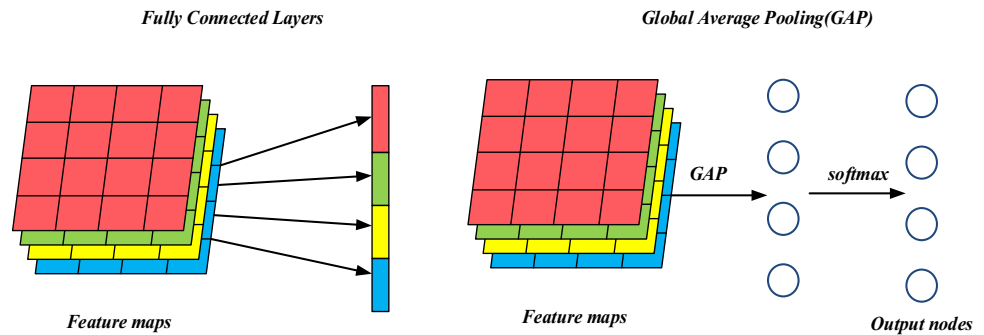 Fully Connected Layers
Global Average Pooling(GAP)
GAP
softmax
Feature maps
Feature maps
Output nodes